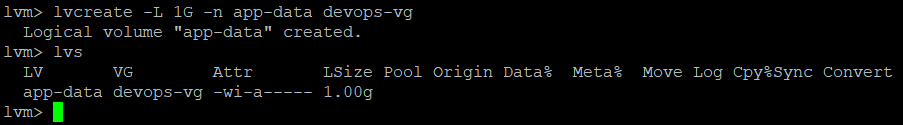 lvm> lvcreate -L 1G -n app-data devops-vg
  Logical volume "app-data" created.
lvm> lvs
  LV       VG        Attr       LSize Pool Origin Data%  Meta%  Move Log Cpy%Sync Convert
  app-data devops-vg -wi-a----- 1.00g
lvm>